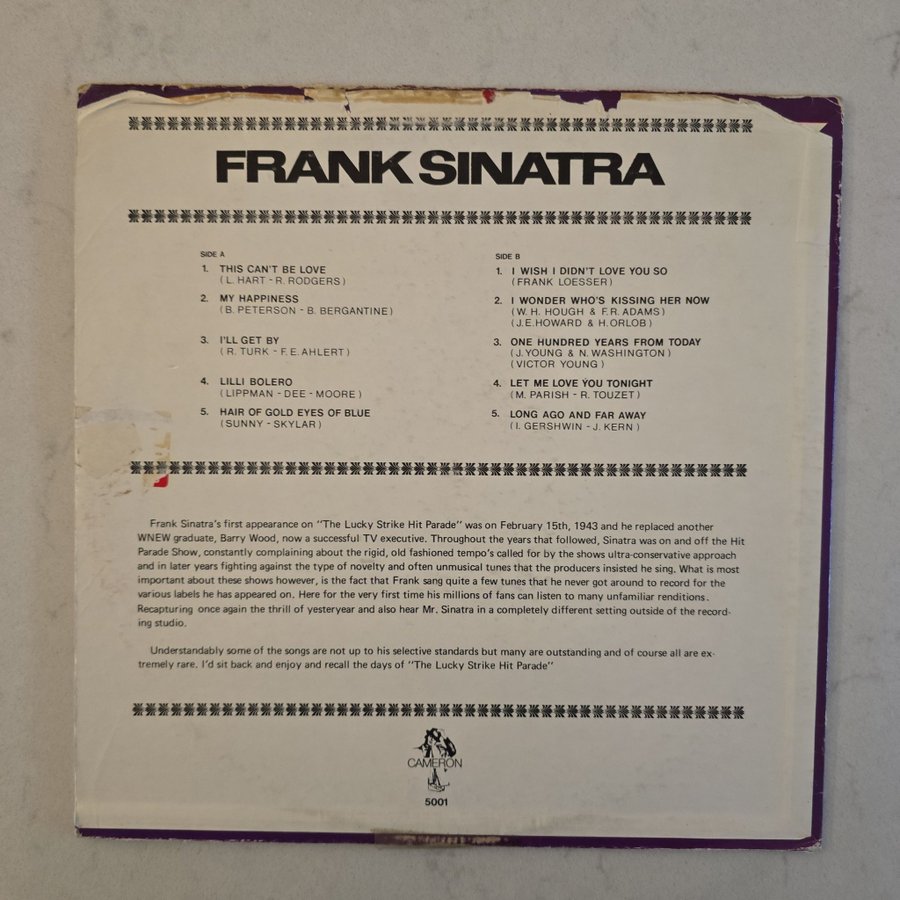 FRANK SINATRA
SIDE A
1. THIS CAN'T BE LOVE
( L. HART - R. RODGERS )
2. MY HAPPINESS
( B. PETERSON - B. BERGANTINE )
3. I'LL GET BY
( R. TURK - F.E. AHLERT )
4. LILLI BOLERO
( LIPPMAN - DEE - MOORE )
5. HAIR OF GOLD EYES OF BLUE
( SUNNY - SKYLAR )
SIDE B
1. I WISH I DIDN'T LOVE YOU SO
( FRANK LOESSER )
2. I WONDER WHO'S KISSING HER NOW
( W. H. HOUGH & F.R. ADAMS )
( J.E. HOWARD & H. ORLOB )
3. ONE HUNDRED YEARS FROM TODAY
( J. YOUNG & N. WASHINGTON )
( VICTOR YOUNG )
4. LET ME LOVE YOU TONIGHT
( M. PARISH - R. TOUZET )
5. LONG AGO AND FAR AWAY
( I. GERSHWIN - J. KERN )
Frank Sinatra's first appearance on "The Lucky Strike Hit Parade" was on February 15th, 1943 and he replaced another
WNEW graduate, Barry Wood, now a successful TV executive. Throughout the years that followed, Sinatra was on and off the Hit
Parade Show, constantly complaining about the rigid, old fashioned tempo's called for by the shows ultra-conservative approach
and in later years fighting against the type of novelty and often unmusical tunes that the producers insisted he sing. What is most
important about these shows however, is the fact that Frank sang quite a few tunes that he never got around to record for the
various labels he has appeared on. Here for the very first time his millions of fans can listen to many unfamiliar renditions.
Recapturing once again the thrill of yesteryear and also hear Mr. Sinatra in a completely different setting outside of the record-
ing studio.
Understandably some of the songs are not up to his selective standards but many are outstanding and of course all are ex-
tremely rare. I'd sit back and enjoy and recall the days of "The Lucky Strike Hit Parade"
CAMERON
5001